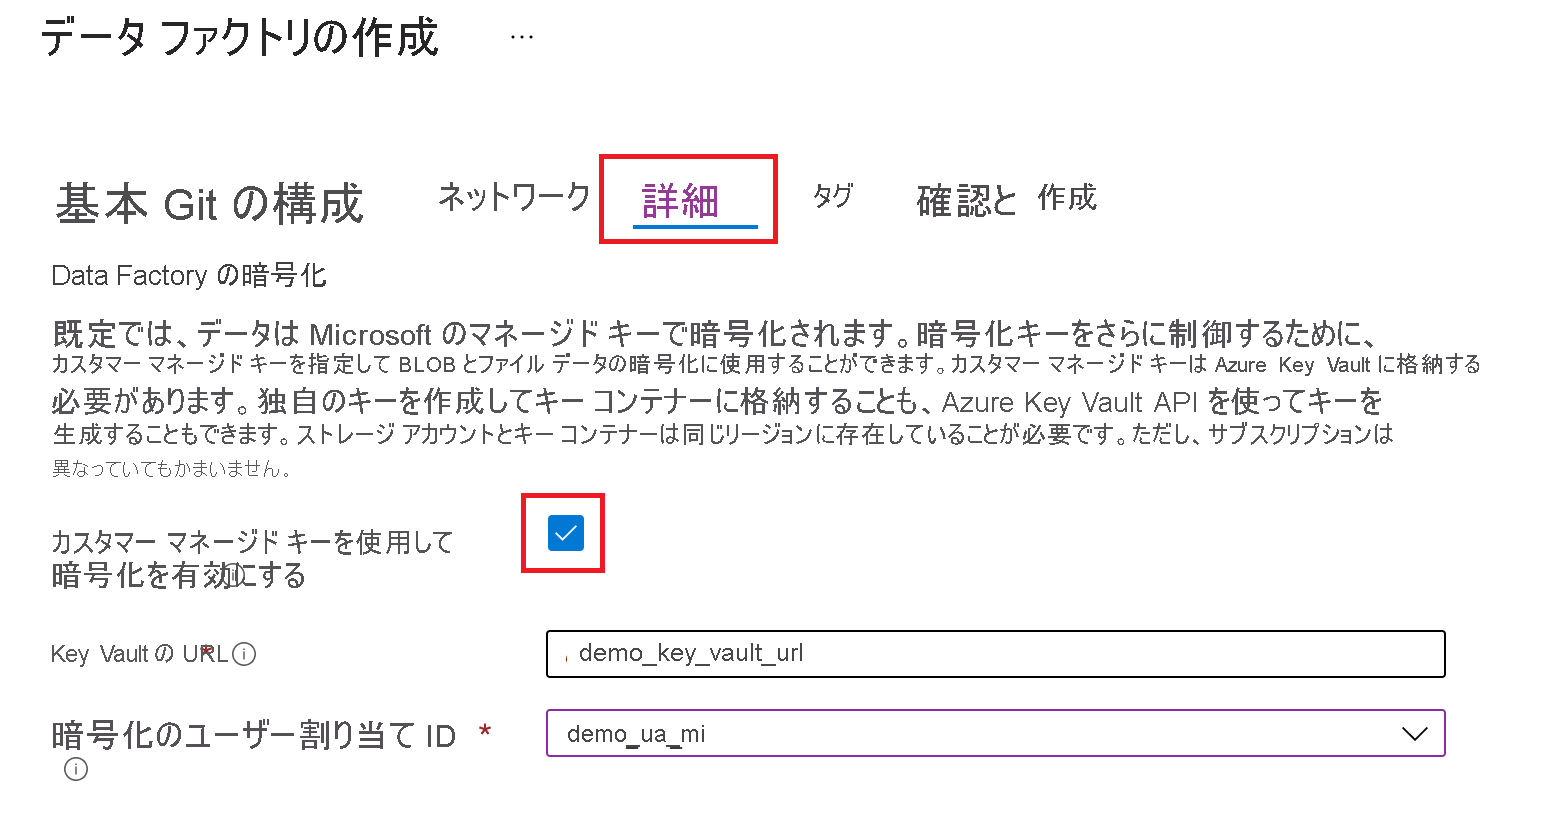 データ ファクトリの作成 …
基本 Git の構成 ネットワーク 詳細 タグ 確認と 作成
Data Factory の暗号化
既定では、データは Microsoft のマネージド キーで暗号化されます。暗号化キーをさらに制御するために、
カスタマー マネージド キーを指定して BLOB とファイル データの暗号化に使用することができます。カスタマー マネージド キーは Azure Key Vault に格納する
必要があります。独自のキーを作成してキー コンテナーに格納することも、Azure Key Vault API を使ってキーを
生成することもできます。ストレージ アカウントとキー コンテナーは同じリージョンに存在していることが必要です。ただし、サブスクリプションは
異なっていてもかまいません。
カスタマー マネージド キーを使用して
暗号化を有効にする
Key Vault の URL * demo_key_vault_url
暗号化のユーザー割り当て ID * demo_ua_mi